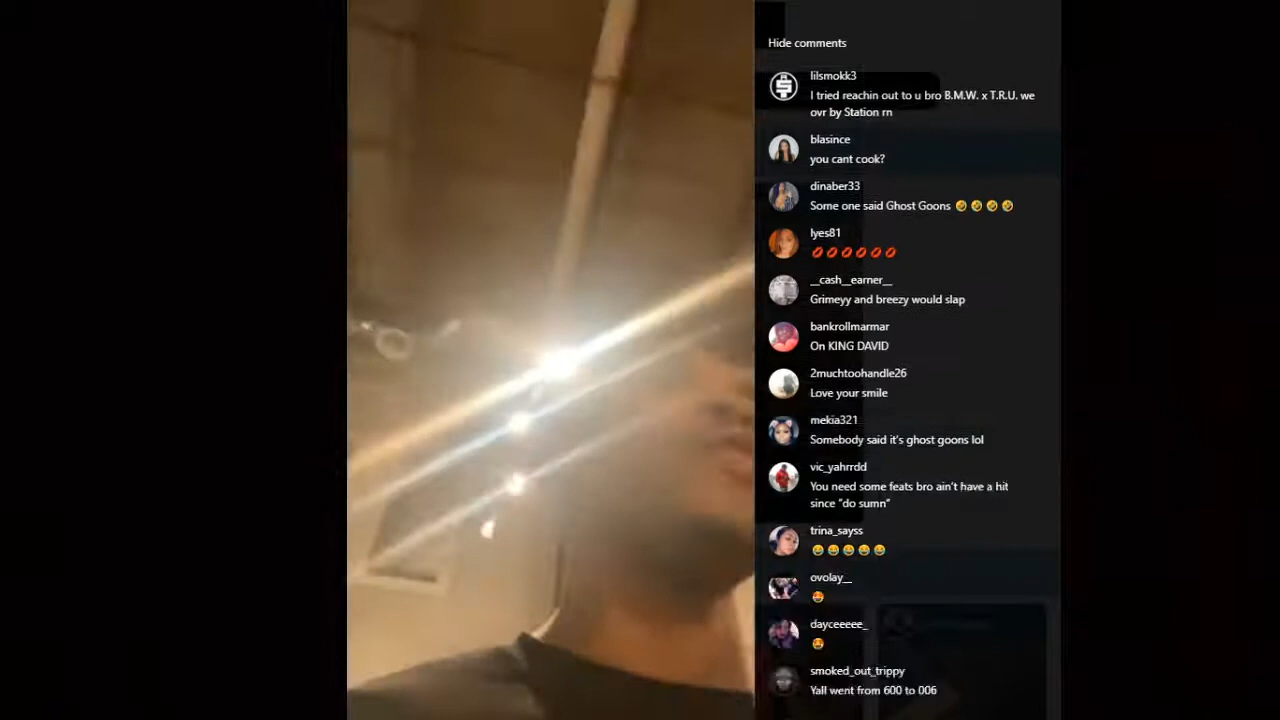 Hide comments
lilsmokk3
I tried reachin out to u bro B.M.W. x T.R.U. we
ovr by Station rn
blasince
you cant cook?
dinaber33
Some one said Ghost Goons 🤣 🤣 🤣 🤣
lyes81
💋 💋 💋 💋 💋 💋
__cash__earner__
Grimeyy and breezy would slap
bankrollmarmar
On KING DAVID
2muchtoohandle26
Love your smile
mekia321
Somebody said it's ghost goons lol
vic_yahrrdd
You need some feats bro ain't have a hit
since "do sumn"
trina_sayss
😂 😂 😂 😂 😂
ovolay__
🤩
dayceeeee_
🤩
smoked_out_trippy
Yall went from 600 to 006